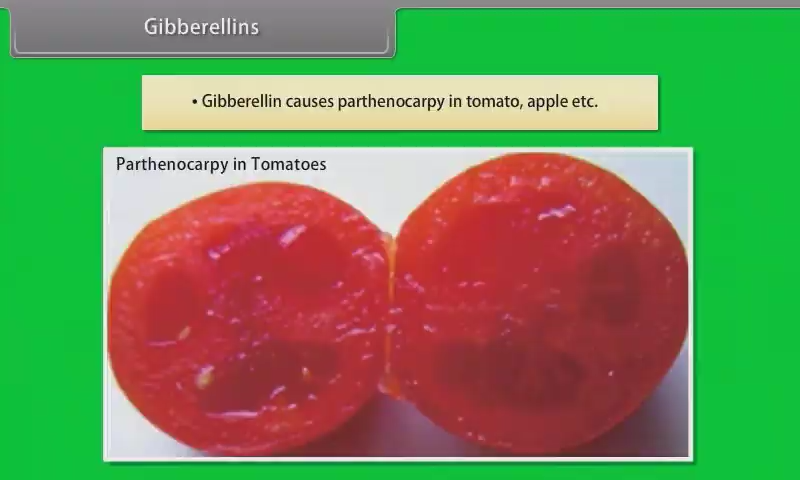 Gibberellins
• Gibberellin causes parthenocarpy in tomato, apple etc.
Parthenocarpy in Tomatoes